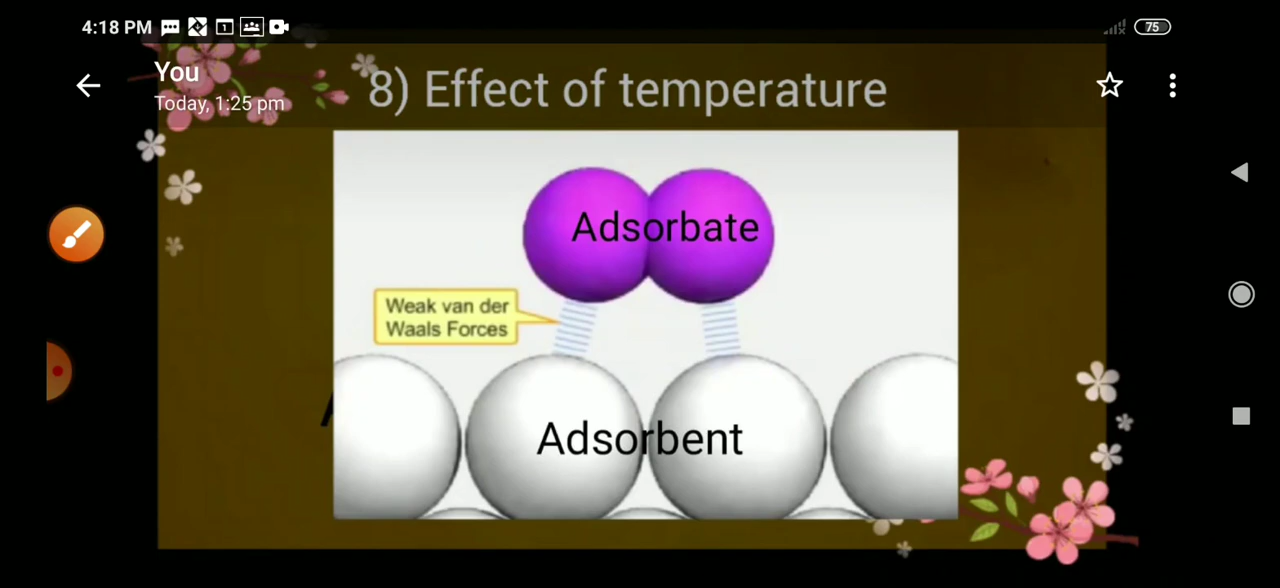 4:18 PM
1
75
You
Today, 1:25 pm
8) Effect of temperature
Adsorbate
Weak van der
Waals Forces
Adsorbent